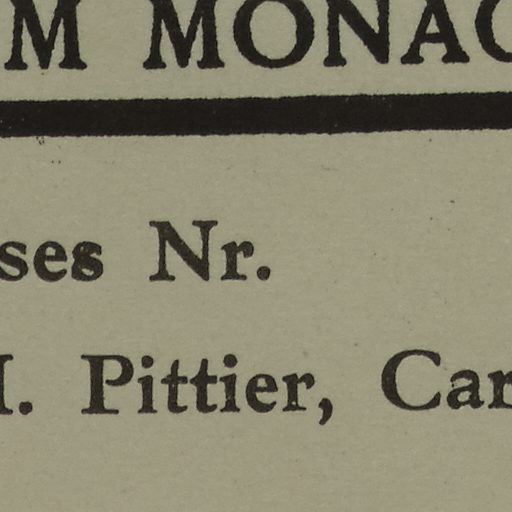 M MONAC
ses Nr.
H. Pittier, Car